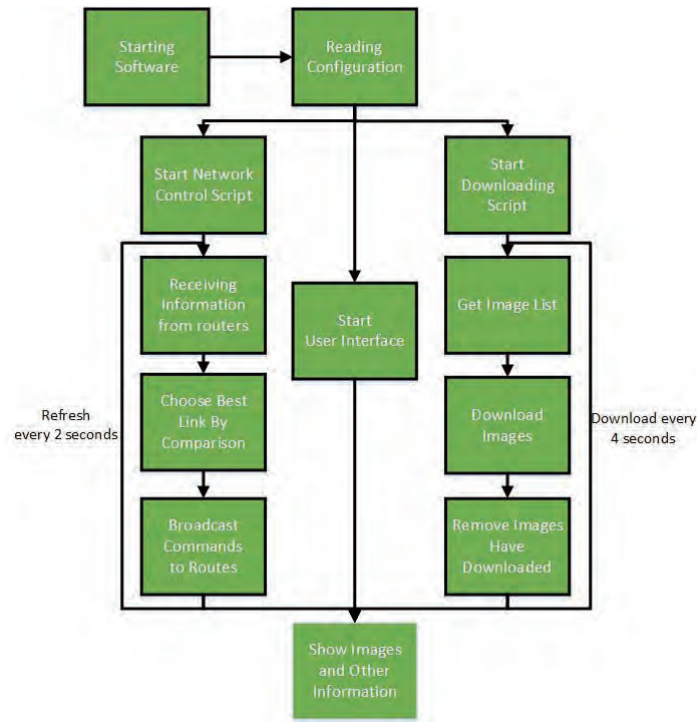 Starting
Software
Reading
Configuration
Start Network
Control Script
Start
Downloading
Script
Receiving
Information
from routers
Start
User Interface
Get Image List
Choose Best
Link By
Comparison
Download
Images
Refresh
every 2 seconds
Download every
4 seconds
Broadcast
Commands
to Routes
Remove Images
Have
Downloaded
Show Images
and Other
Information